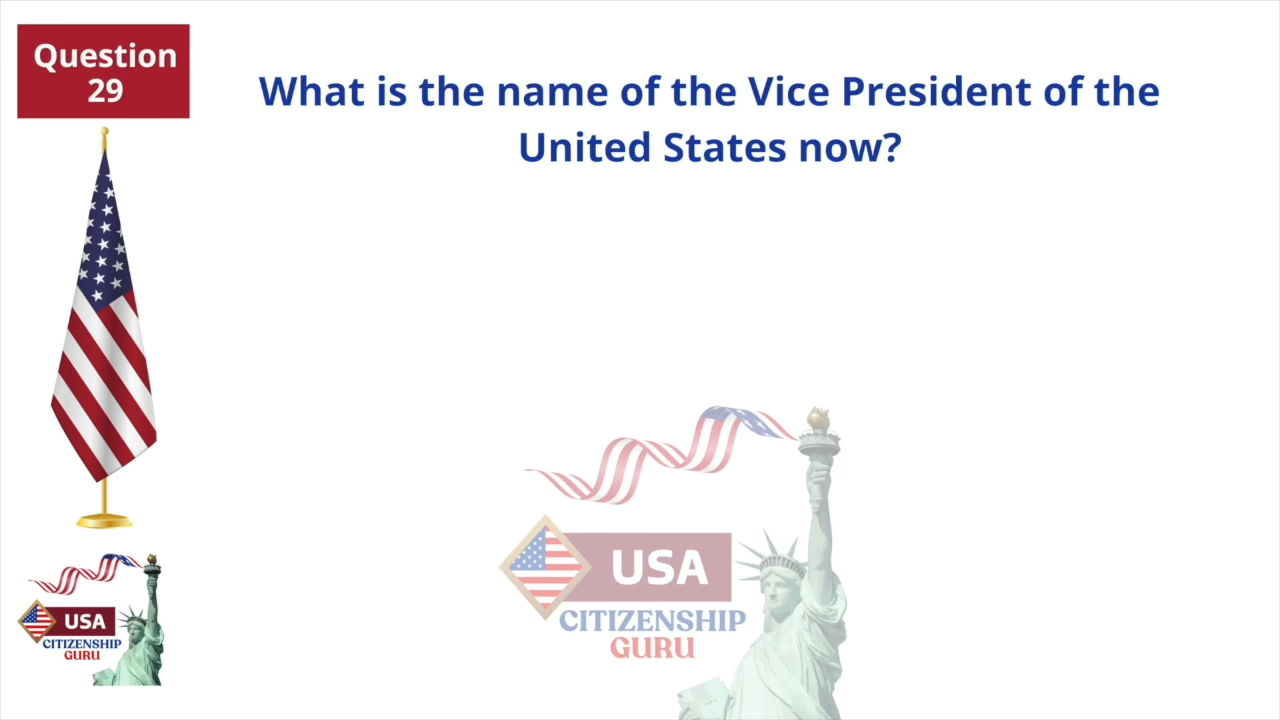 Question
29
What is the name of the Vice President of the
United States now?
USA
CITIZENSHIP
GURU
USA
CITIZENSHIP
GURU